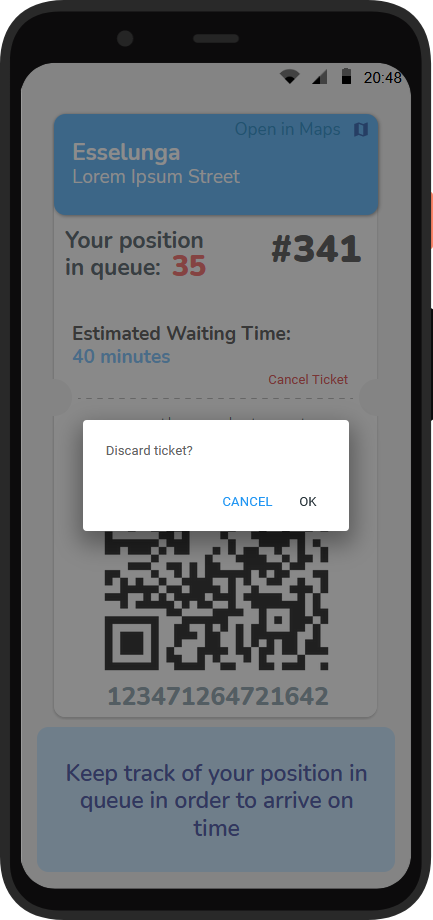 20:48
Open in Maps
Esselunga
Lorem Ipsum Street
Your position
in queue: 35
#341
Estimated Waiting Time:
40 minutes
Cancel Ticket
Discard ticket?
CANCEL OK
123471264721642
Keep track of your position in
queue in order to arrive on
time